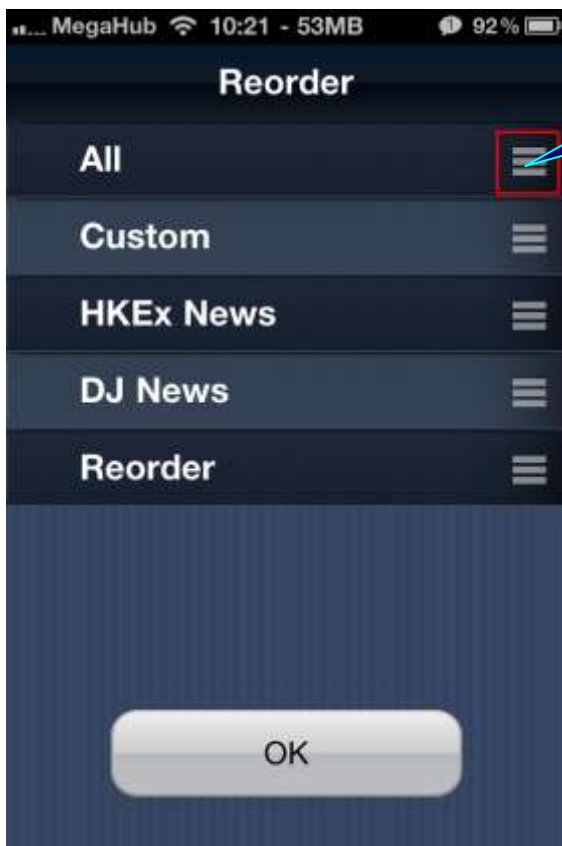 MegaHub 10:21 - 53MB 92%
Reorder
All
Custom
HKEx News
DJ News
Reorder
OK